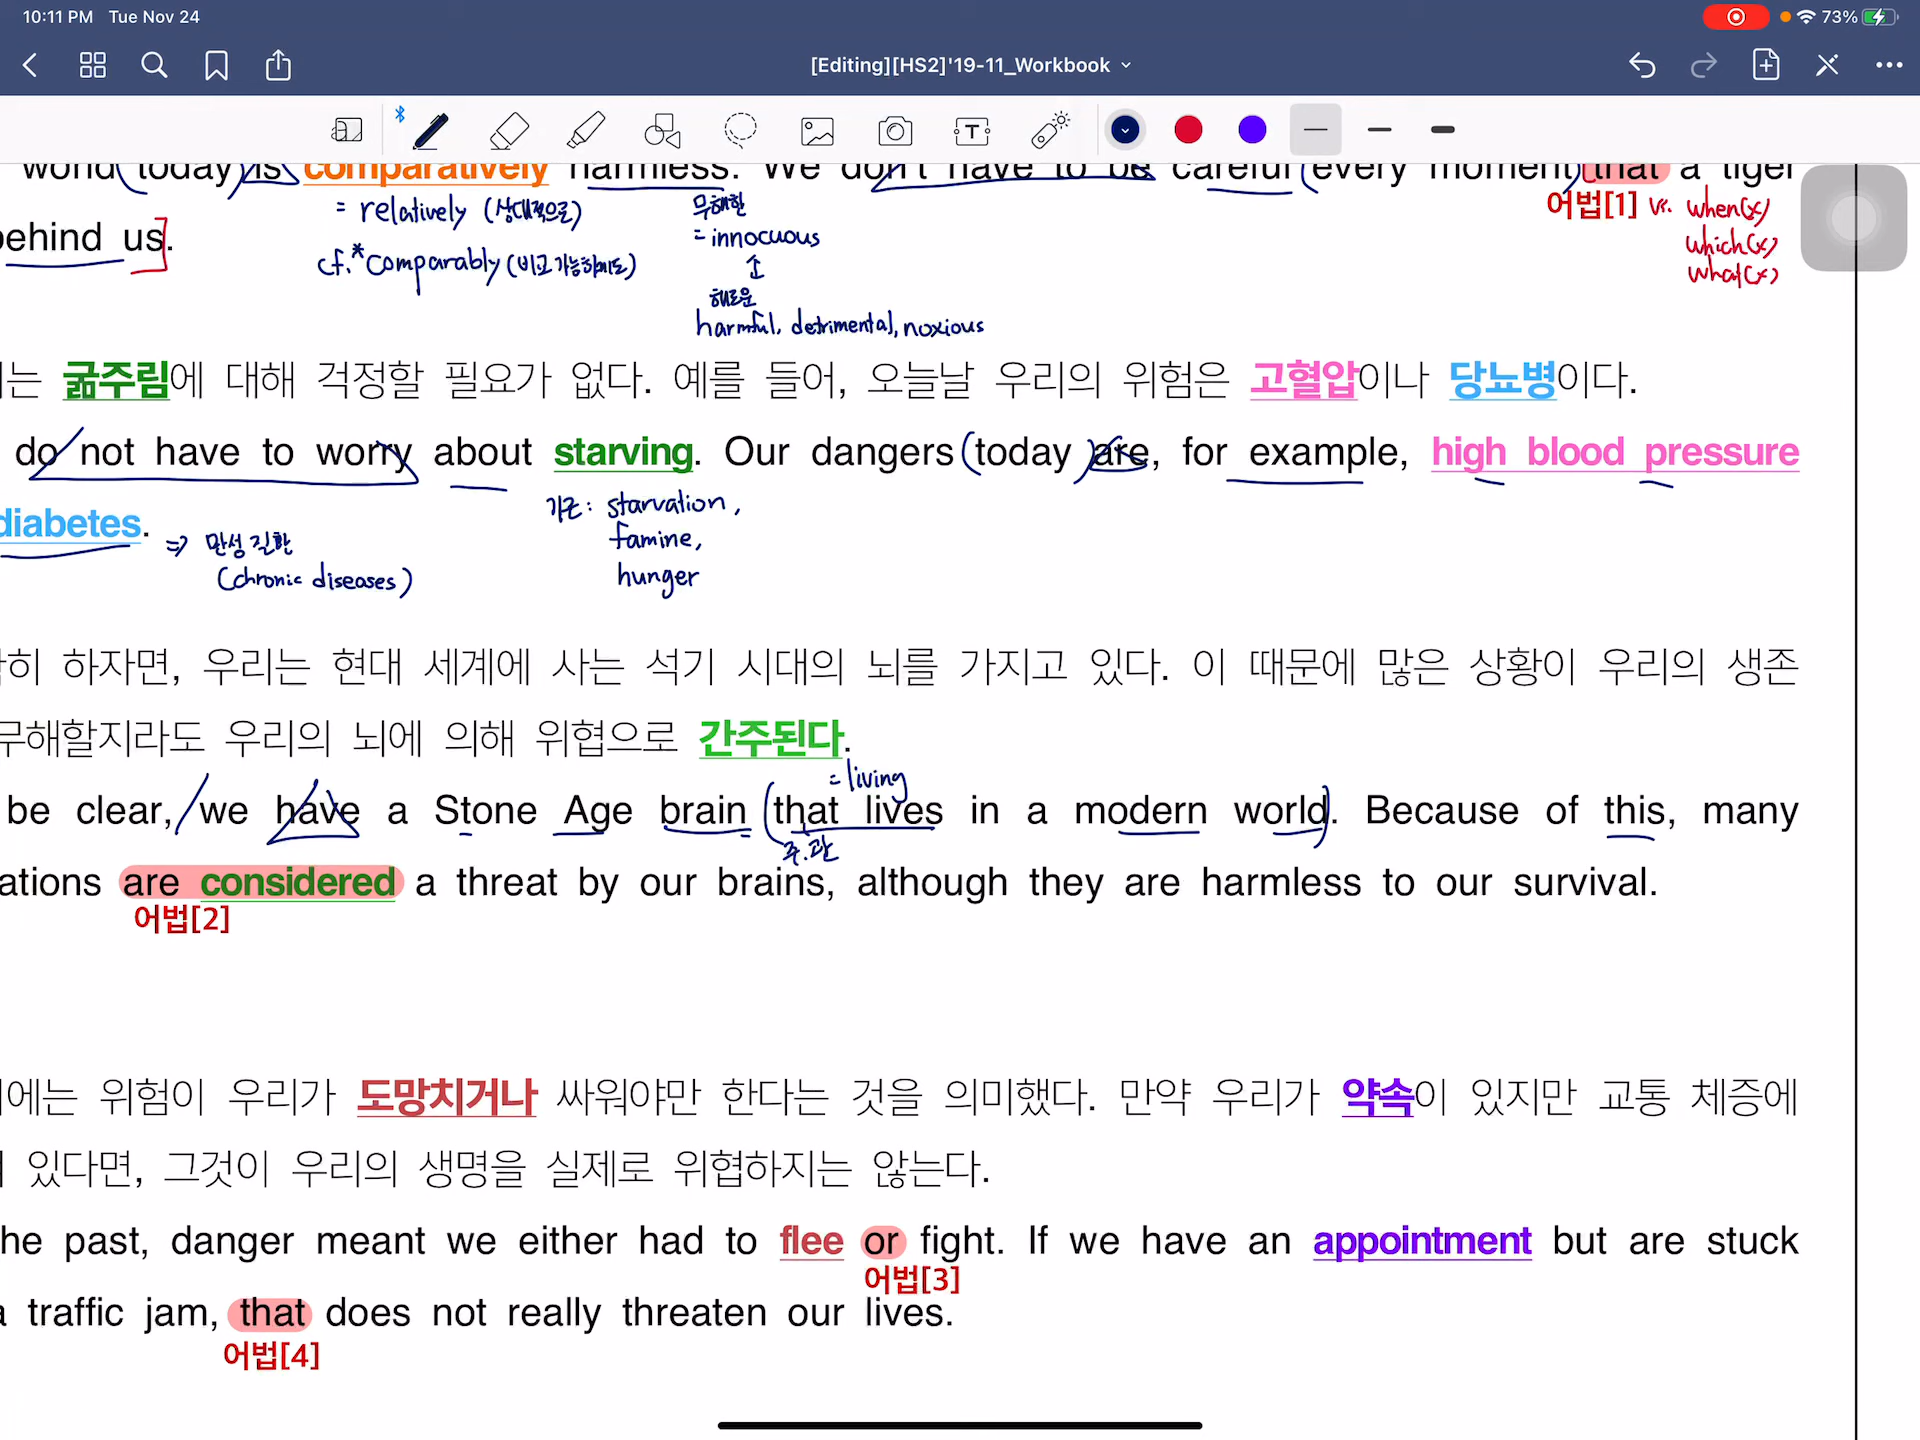 10:11 PM Tue Nov 24
73%
[Editing][HS2]'19-11_Workbook
world (today) is comparatively harmless. We don't have to be careful (every moment) that a tiger
= relatively (상대적으로)
무해한
어법[1] vs. when(x)
= innocuous
which(x)
behind us.
cf.* comparably (비교 가능하게도)
what(x)
해로운
harmful, detrimental, noxious
는 굶주림에 대해 걱정할 필요가 없다. 예를 들어, 오늘날 우리의 위험은 고혈압이나 당뇨병이다.
do not have to worry about starving. Our dangers (today) are, for example, high blood pressure
starvation,
diabetes.
⇒ 만성 질환
famine,
(chronic diseases)
hunger
히 하자면, 우리는 현대 세계에 사는 석기 시대의 뇌를 가지고 있다. 이 때문에 많은 상황이 우리의 생존
무해할지라도 우리의 뇌에 의해 위협으로 간주된다.
= living
be clear, we have a Stone Age brain (that lives in a modern world). Because of this, many
주.관
ations are considered a threat by our brains, although they are harmless to our survival.
어법[2]
에는 위험이 우리가 도망치거나 싸워야만 한다는 것을 의미했다. 만약 우리가 약속이 있지만 교통 체증에
있다면, 그것이 우리의 생명을 실제로 위협하지는 않는다.
he past, danger meant we either had to flee or fight. If we have an appointment but are stuck
어법[3]
a traffic jam, that does not really threaten our lives.
어법[4]